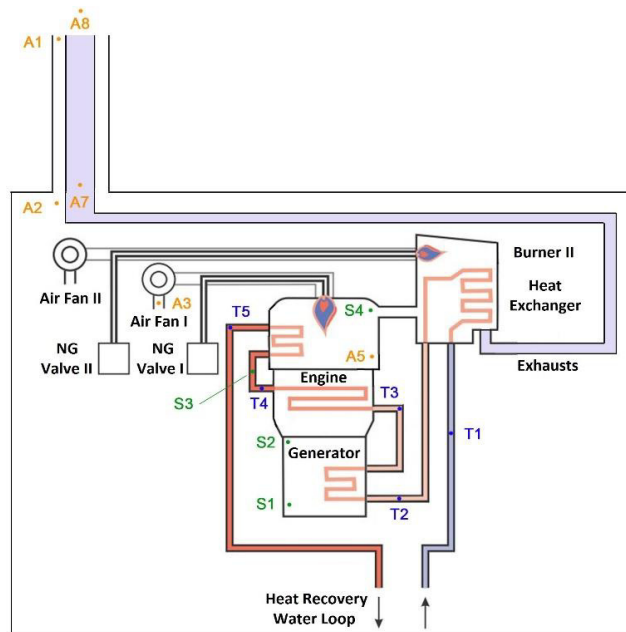 A8
A1
A2
A7
Burner II
Heat
Exchanger
Air Fan II
A3
Air Fan I
T5
S4
NG
Valve II
NG
Valve I
A5
Exhausts
Engine
S3
T4
T3
S2
Generator
T1
S1
T2
Heat Recovery
Water Loop